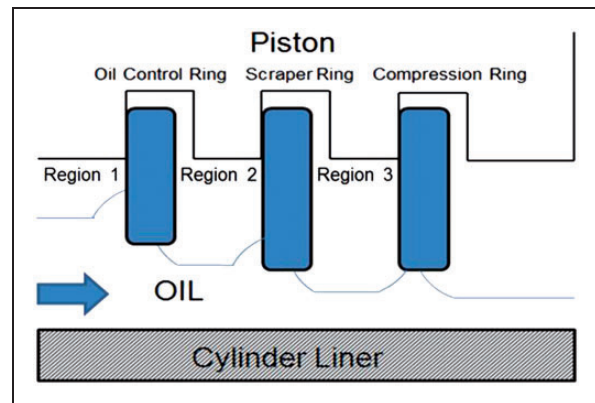 Piston
Oil Control Ring Scraper Ring Compression Ring
Region 1 Region 2 Region 3
OIL
Cylinder Liner